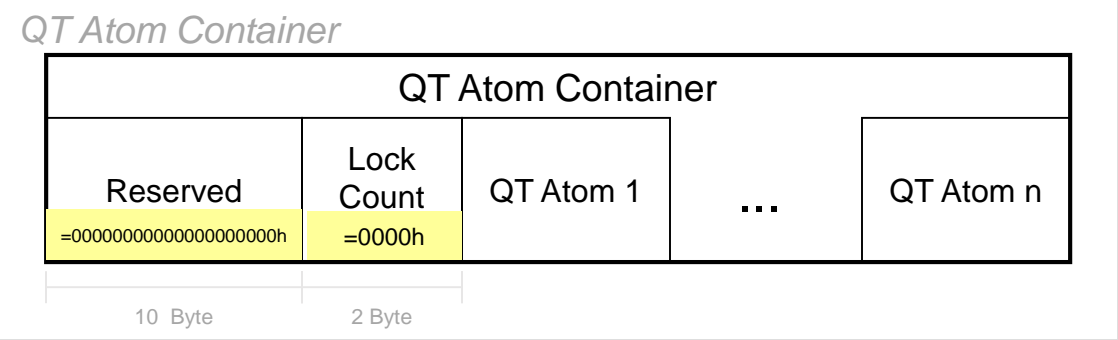 QT Atom Container
QT Atom Container
Reserved
Lock
Count
QT Atom 1
...
QT Atom n
=00000000000000000000h
=0000h
10 Byte
2 Byte